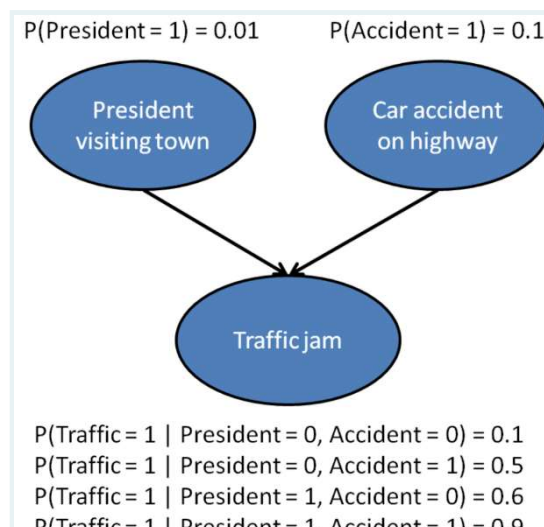 P(President = 1) = 0.01
P(Accident = 1) = 0.1
President
visiting town
Car accident
on highway
Traffic jam
P(Traffic = 1 | President = 0, Accident = 0) = 0.1
P(Traffic = 1 | President = 0, Accident = 1) = 0.5
P(Traffic = 1 | President = 1, Accident = 0) = 0.6
P(Traffic = 1 | President = 1, Accident = 1) = 0.9